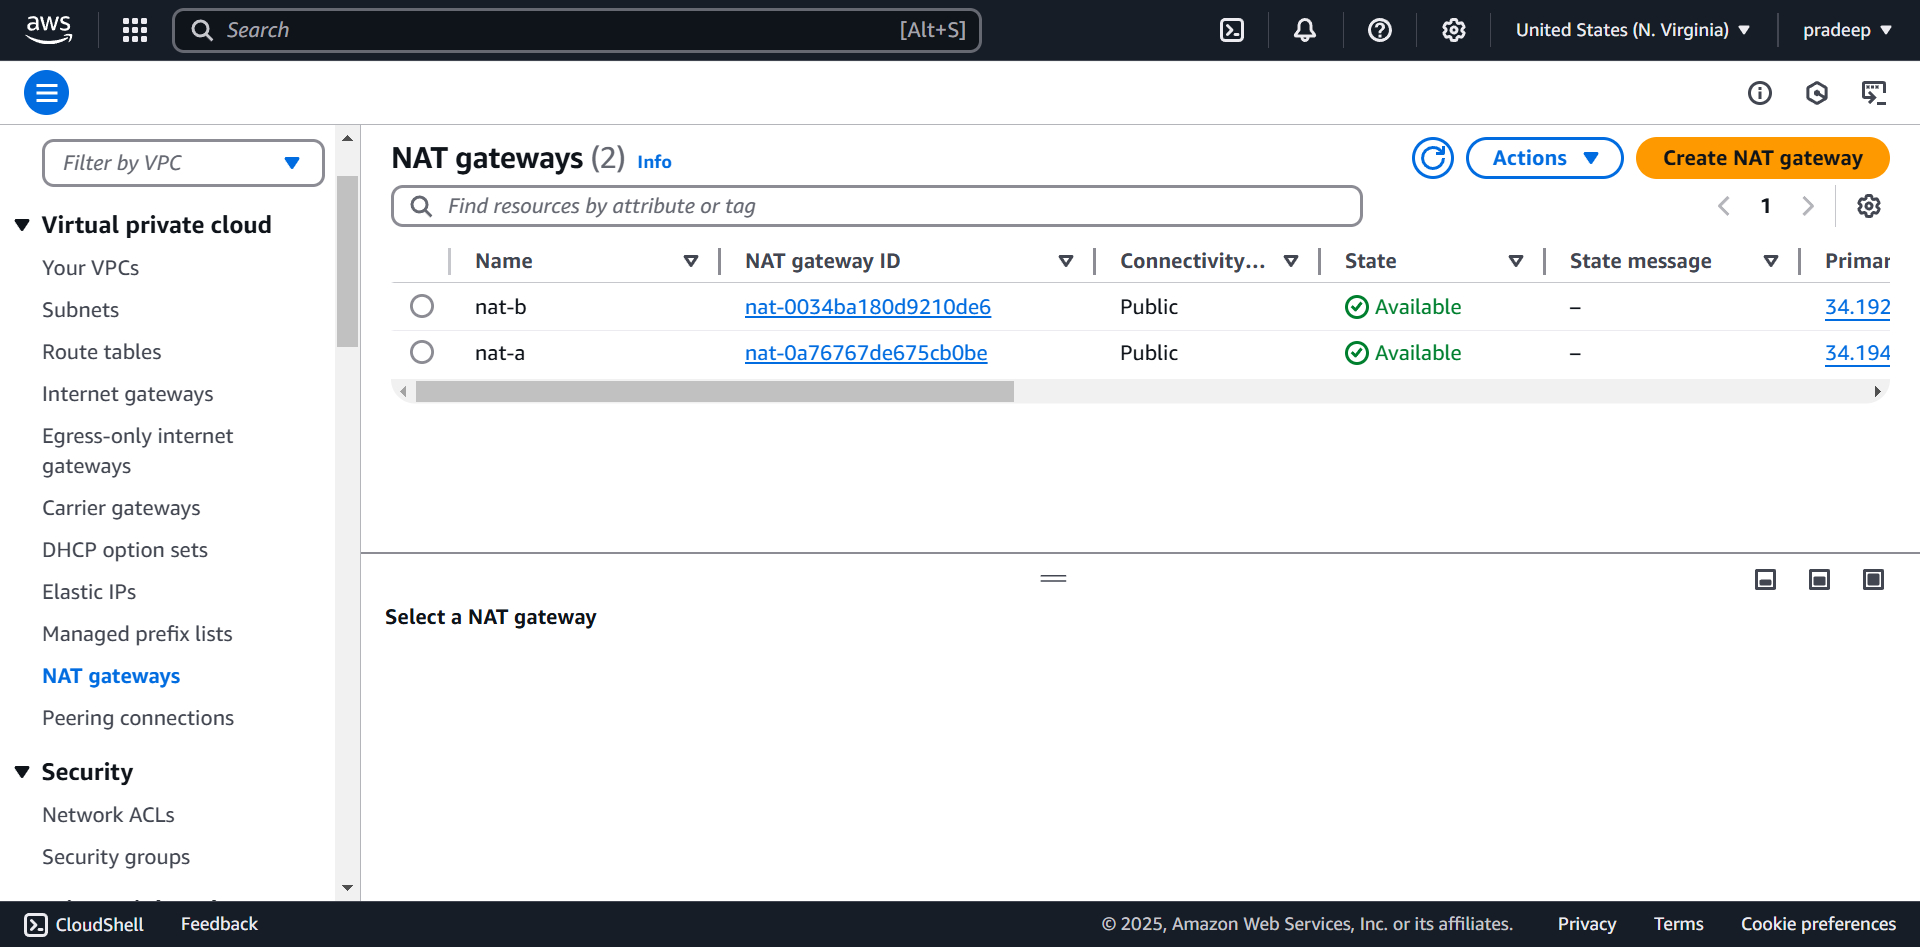 aws
Search [Alt+S]
United States (N. Virginia)
pradeep
Filter by VPC
Virtual private cloud
Your VPCs
Subnets
Route tables
Internet gateways
Egress-only internet
gateways
Carrier gateways
DHCP option sets
Elastic IPs
Managed prefix lists
NAT gateways
Peering connections
Security
Network ACLs
Security groups
NAT gateways (2) Info
Actions
Create NAT gateway
Find resources by attribute or tag
1
Name NAT gateway ID Connectivity... State State message Primar
nat-b nat-0034ba180d9210de6 Public Available – 34.192
nat-a nat-0a76767de675cb0be Public Available – 34.194
Select a NAT gateway
CloudShell Feedback © 2025, Amazon Web Services, Inc. or its affiliates. Privacy Terms Cookie preferences